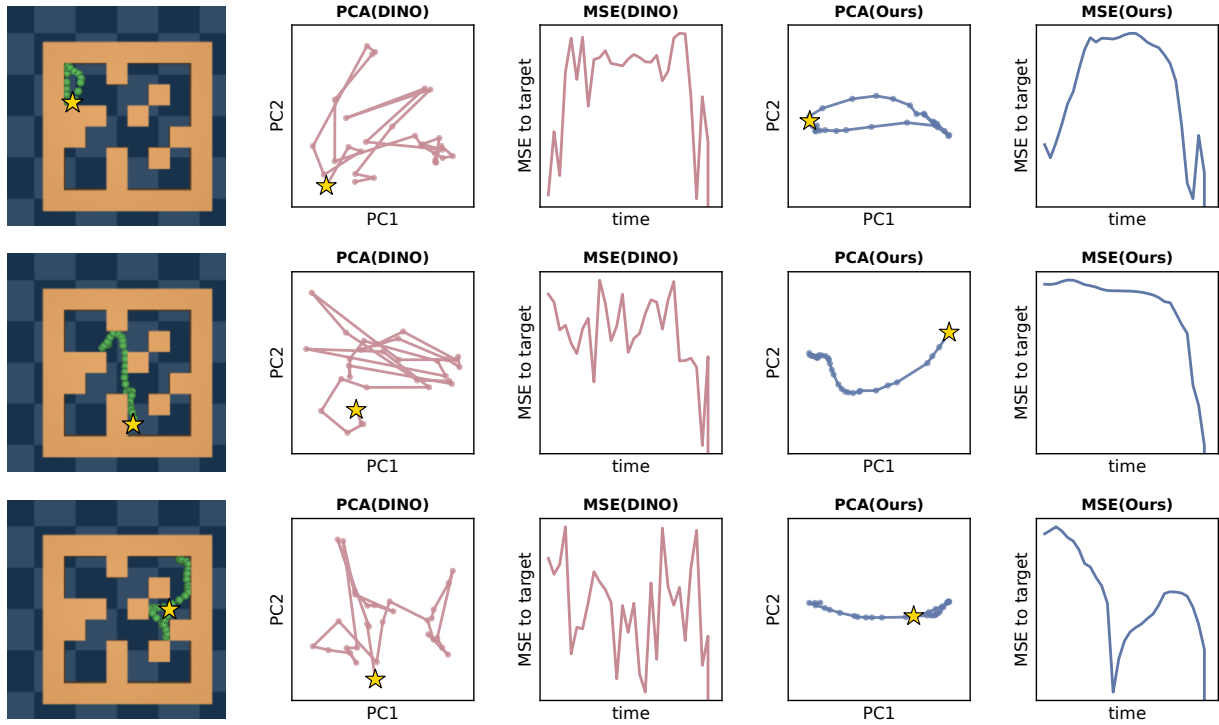 PCA(DINO) MSE(DINO) PCA(Ours) MSE(Ours)
PC2 MSE to target PC2 MSE to target
PC1 time PC1 time
PCA(DINO) MSE(DINO) PCA(Ours) MSE(Ours)
PC2 MSE to target PC2 MSE to target
PC1 time PC1 time
PCA(DINO) MSE(DINO) PCA(Ours) MSE(Ours)
PC2 MSE to target PC2 MSE to target
PC1 time PC1 time